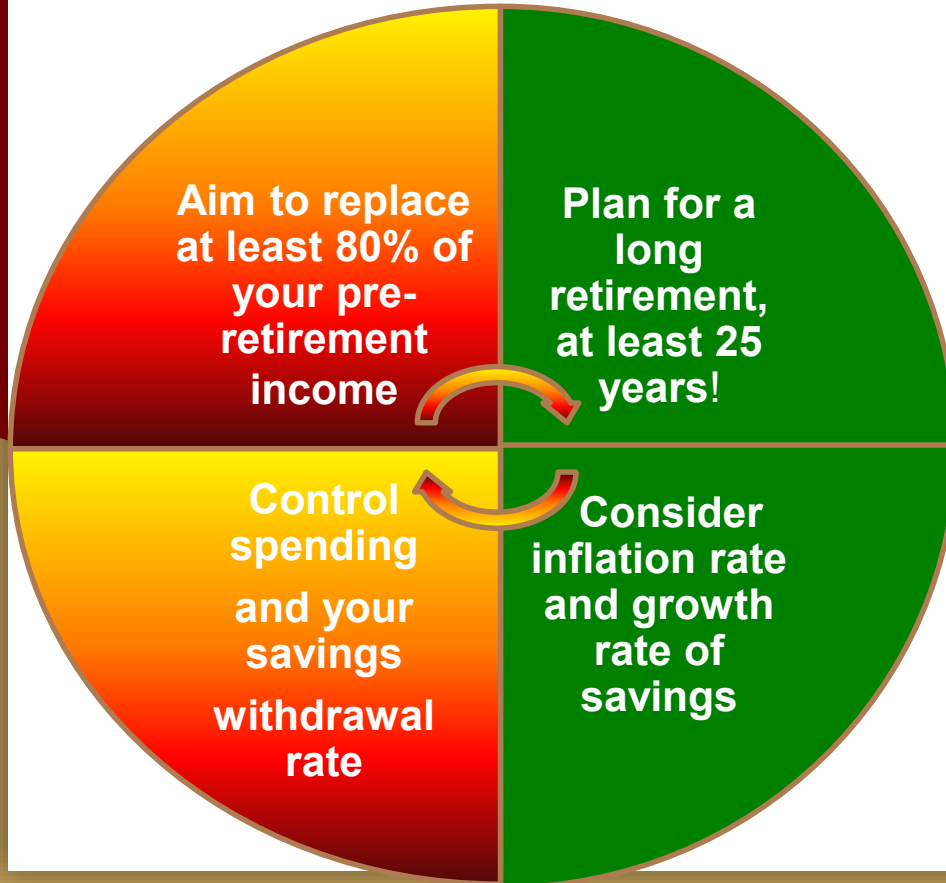 Aim to replace
at least 80% of
your pre-
retirement
income
Plan for a
long
retirement,
at least 25
years!
Control
spending
and your
savings
withdrawal
rate
Consider
inflation rate
and growth
rate of
savings